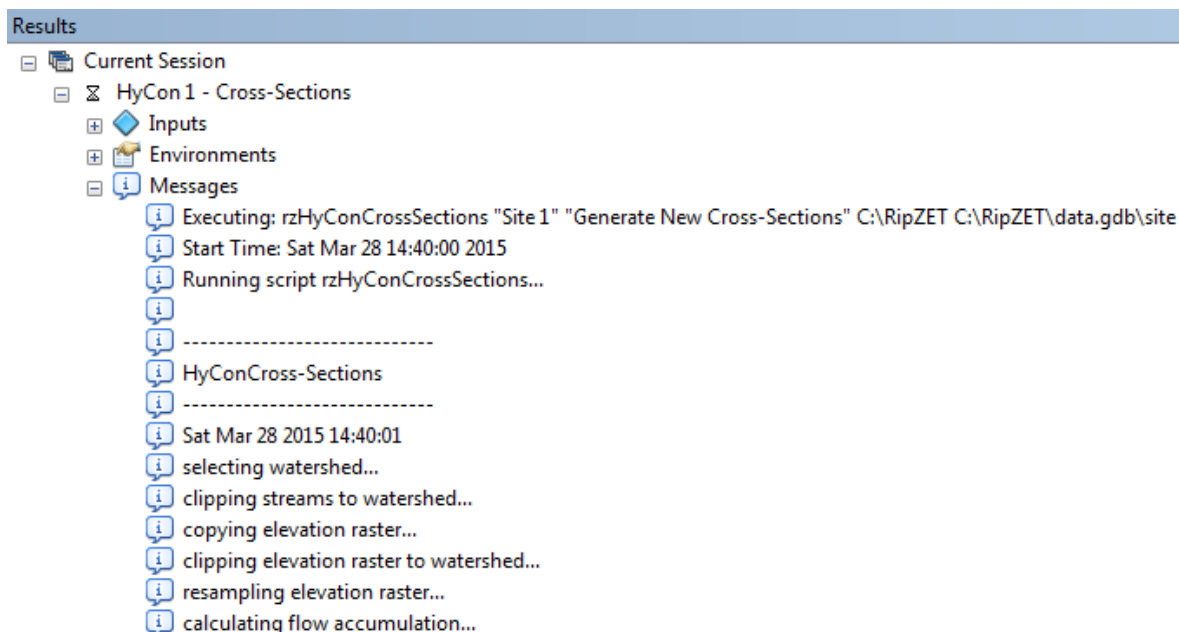 Results
Current Session
HyCon 1 - Cross-Sections
Inputs
Environments
Messages
Executing: rzHyConCrossSections "Site 1" "Generate New Cross-Sections" C:\RipZET C:\RipZET\data.gdb\site
Start Time: Sat Mar 28 14:40:00 2015
Running script rzHyConCrossSections...
-----------------------------
HyConCross-Sections
-----------------------------
Sat Mar 28 2015 14:40:01
selecting watershed...
clipping streams to watershed...
copying elevation raster...
clipping elevation raster to watershed...
resampling elevation raster...
calculating flow accumulation...